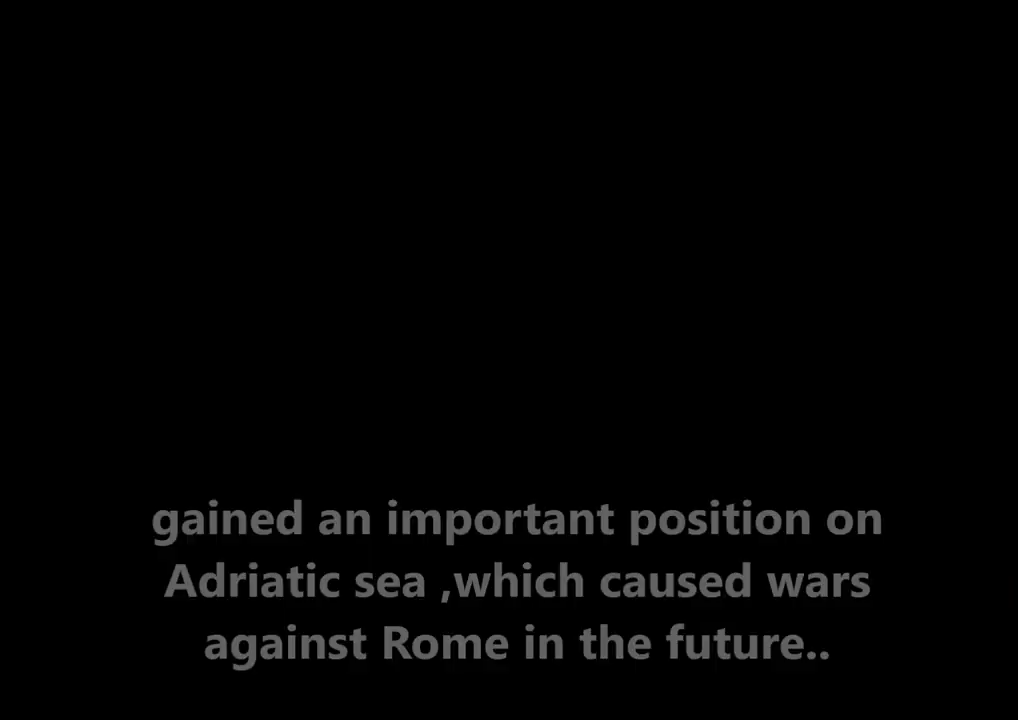 gained an important position on
Adriatic sea ,which caused wars
against Rome in the future..